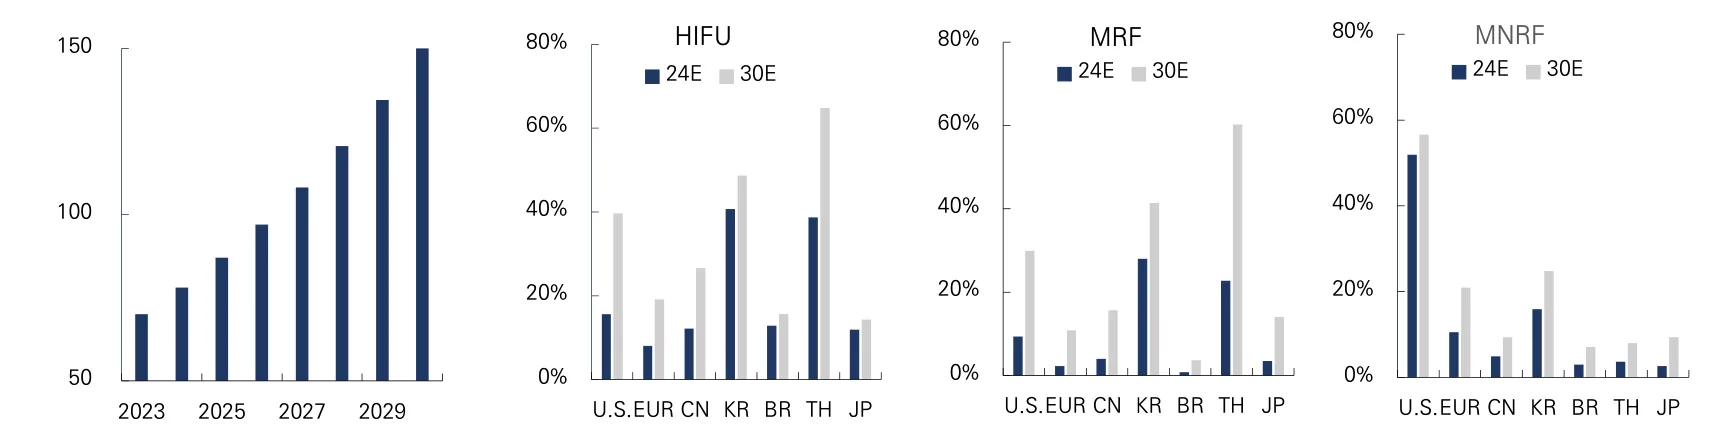 150
100
50
2023 2025 2027 2029
HIFU
24E 30E
80%
60%
40%
20%
0%
U.S. EUR CN KR BR TH JP
MRF
24E 30E
80%
60%
40%
20%
0%
U.S. EUR CN KR BR TH JP
MNRF
24E 30E
80%
60%
40%
20%
0%
U.S. EUR CN KR BR TH JP